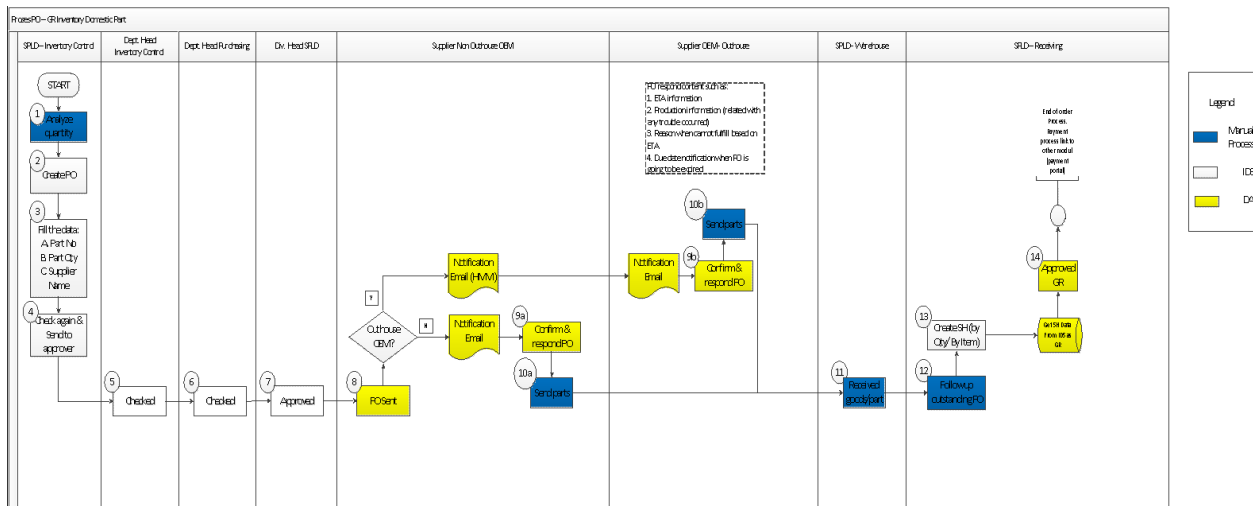 Prozes PO – GR Inventory Domestic Part
SPLD – Inventory Control
Dept. Head
Inventory Control
Dept. Head Purchasing
Div. Head SPLD
Supplier Non Outhouse OEM
Supplier OEM - Outhouse
SPLD - Warehouse
SPLD – Receiving
START
1
Analyze
quantity
2
Create PO
3
Fill the data:
A. Part No
B. Part Qty
C. Supplier
Name
4
Check again &
Send to
approver
5
Checked
6
Checked
7
Approved
8
PO Sent
Outhouse
OEM?
Y
N
Notification
Email (HMM)
Notification
Email
9a
Confirm &
respond PO
10a
Send parts
PO respond content such as:
1. ETA information
2. Production information (related with
any trouble occurred)
3. Reason when cannot fulfill based on
ETA
4. Due date notification when PO is
going to be expired
Notification
Email
9b
Confirm &
respond PO
10b
Send parts
11
Received
goods/part
12
Follow up
outstanding PO
13
Create SH (by
Qty/ By Item)
Get SH Data
From IDS as
GR
14
Approved
GR
End of order
Process.
Payment
process link to
other modul
(payment
portal)
Legend
Manual
Process